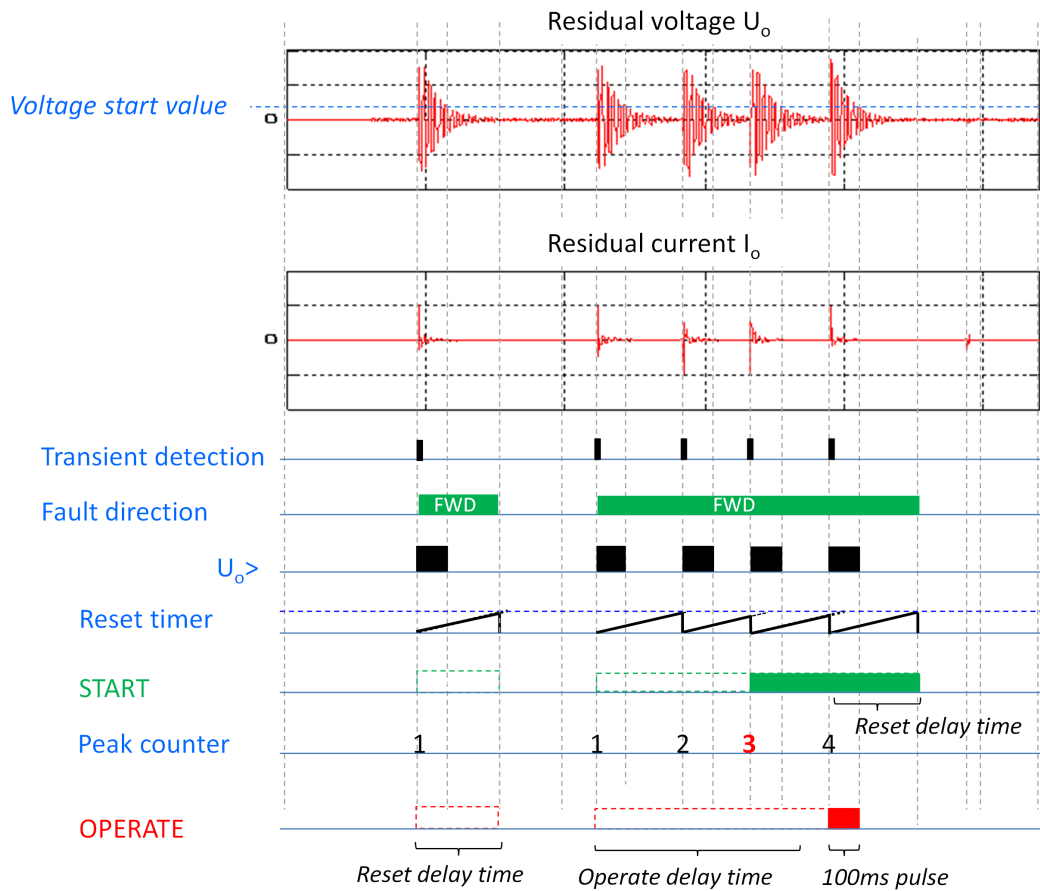 Residual voltage Uₒ
Voltage start value
0
Residual current Iₒ
0
Transient detection
Fault direction
FWD
FWD
Uₒ>
Reset timer
START
Reset delay time
Peak counter
1
1
2
3
4
OPERATE
Reset delay time
Operate delay time
100ms pulse